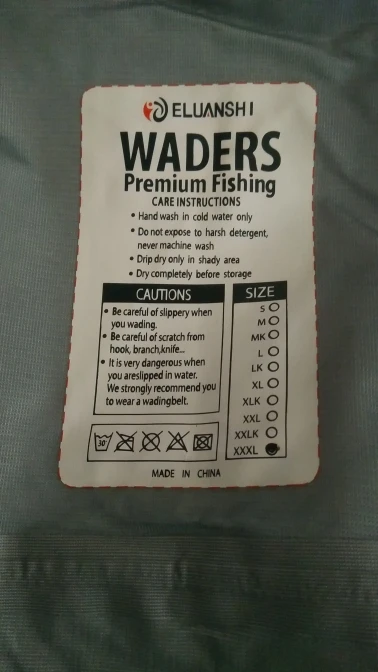 ELUANSHI
WADERS
Premium Fishing
CARE INSTRUCTIONS
• Hand wash in cold water only
• Do not expose to harsh detergent,
never machine wash
• Drip dry only in shady area
• Dry completely before storage
CAUTIONS
• Be careful of slippery when
you wading.
• Be careful of scratch from
hook, branch,knife...
• It is very dangerous when
you areslipped in water.
We strongly recommend you
to wear a wadingbelt.
SIZE
S
M
MK
L
LK
XL
XLK
XXL
XXLK
XXXL
30
MADE IN CHINA